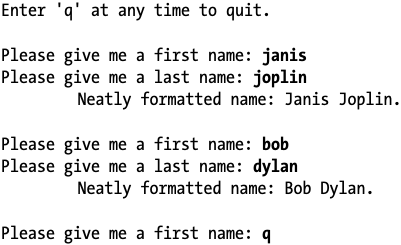 Enter 'q' at any time to quit.
Please give me a first name: janis
Please give me a last name: joplin
Neatly formatted name: Janis Joplin.
Please give me a first name: bob
Please give me a last name: dylan
Neatly formatted name: Bob Dylan.
Please give me a first name: q